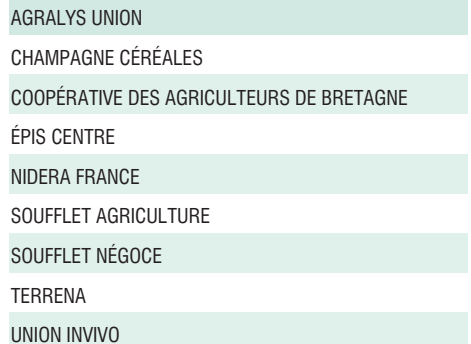 AGRALYS UNION
CHAMPAGNE CÉRÉALES
COOPÉRATIVE DES AGRICULTEURS DE BRETAGNE
ÉPIS CENTRE
NIDERA FRANCE
SOUFFLET AGRICULTURE
SOUFFLET NÉGOCE
TERRENA
UNION INVIVO